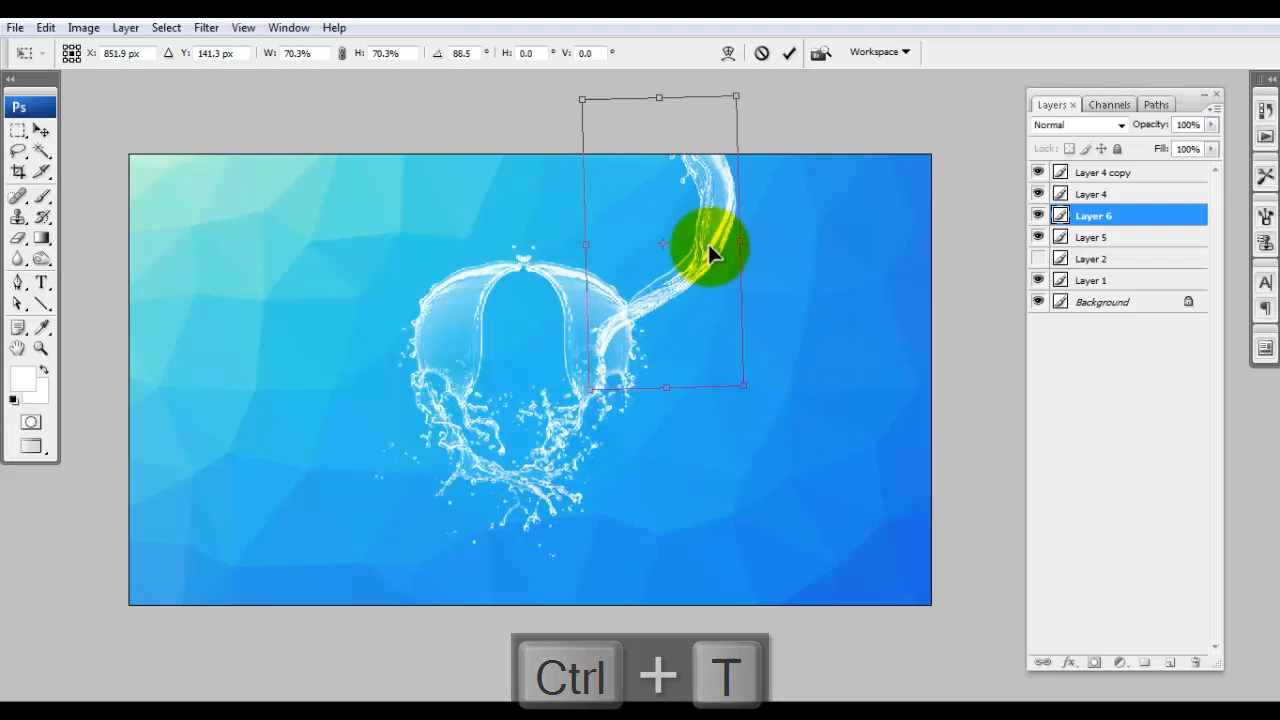 File Edit Image Layer Select Filter View Window Help
X: 851.9 px Y: 141.3 px W: 70.3% H: 70.3% 88.5 ° H: 0.0 ° V: 0.0 ° Workspace
Ps
Layers x Channels Paths
Normal Opacity: 100%
Lock: Fill: 100%
Layer 4 copy
Layer 4
Layer 6
Layer 5
Layer 2
Layer 1
Background
Ctrl + T